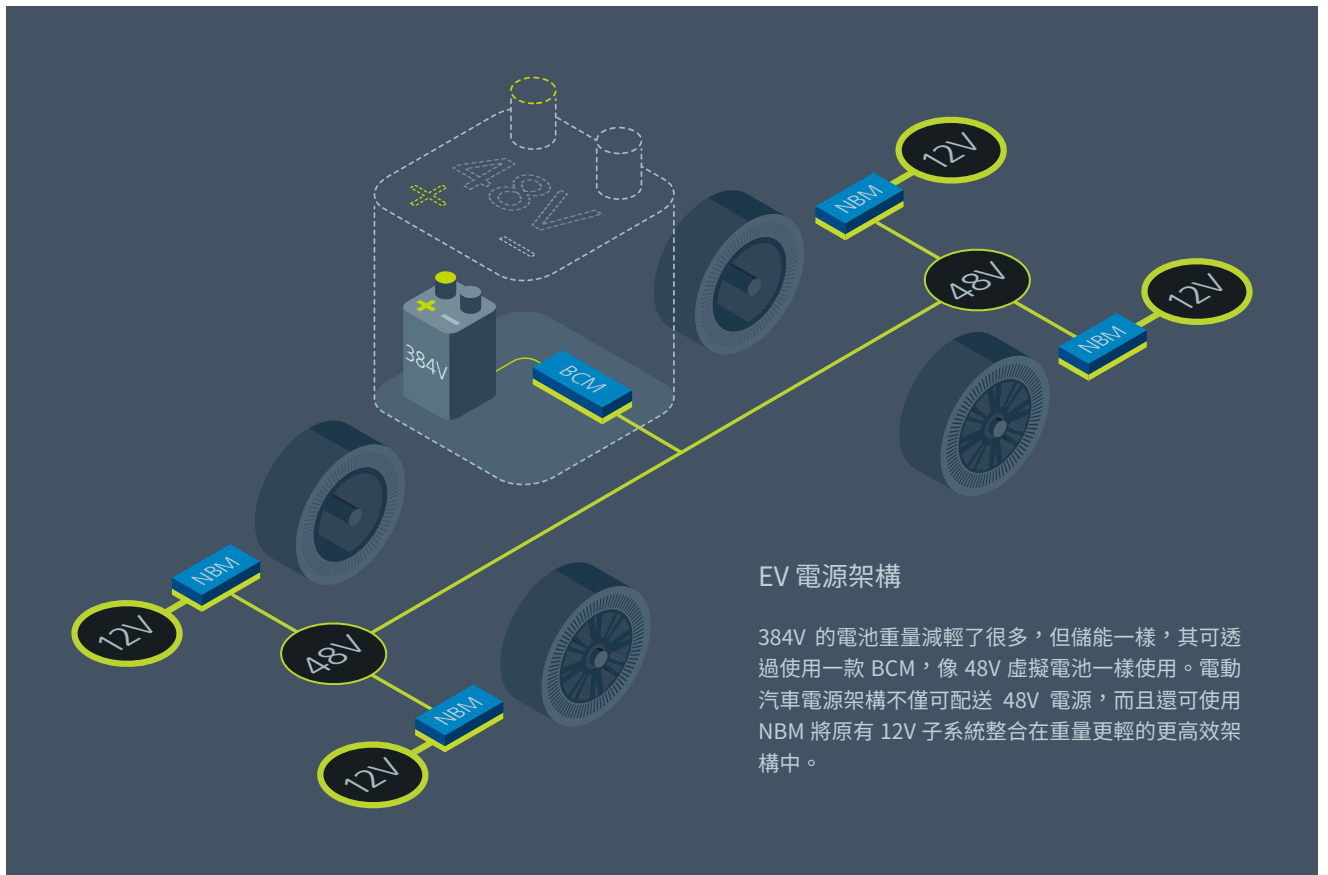 48V
12V
NBM
48V
12V
NBM
384V
BCM
NBM
12V
48V
NBM
12V
EV 電源架構
384V 的電池重量減輕了很多，但儲能一樣，其可透
過使用一款 BCM，像 48V 虛擬電池一樣使用。電動
汽車電源架構不僅可配送 48V 電源，而且還可使用
NBM 將原有 12V 子系統整合在重量更輕的更高效架
構中。